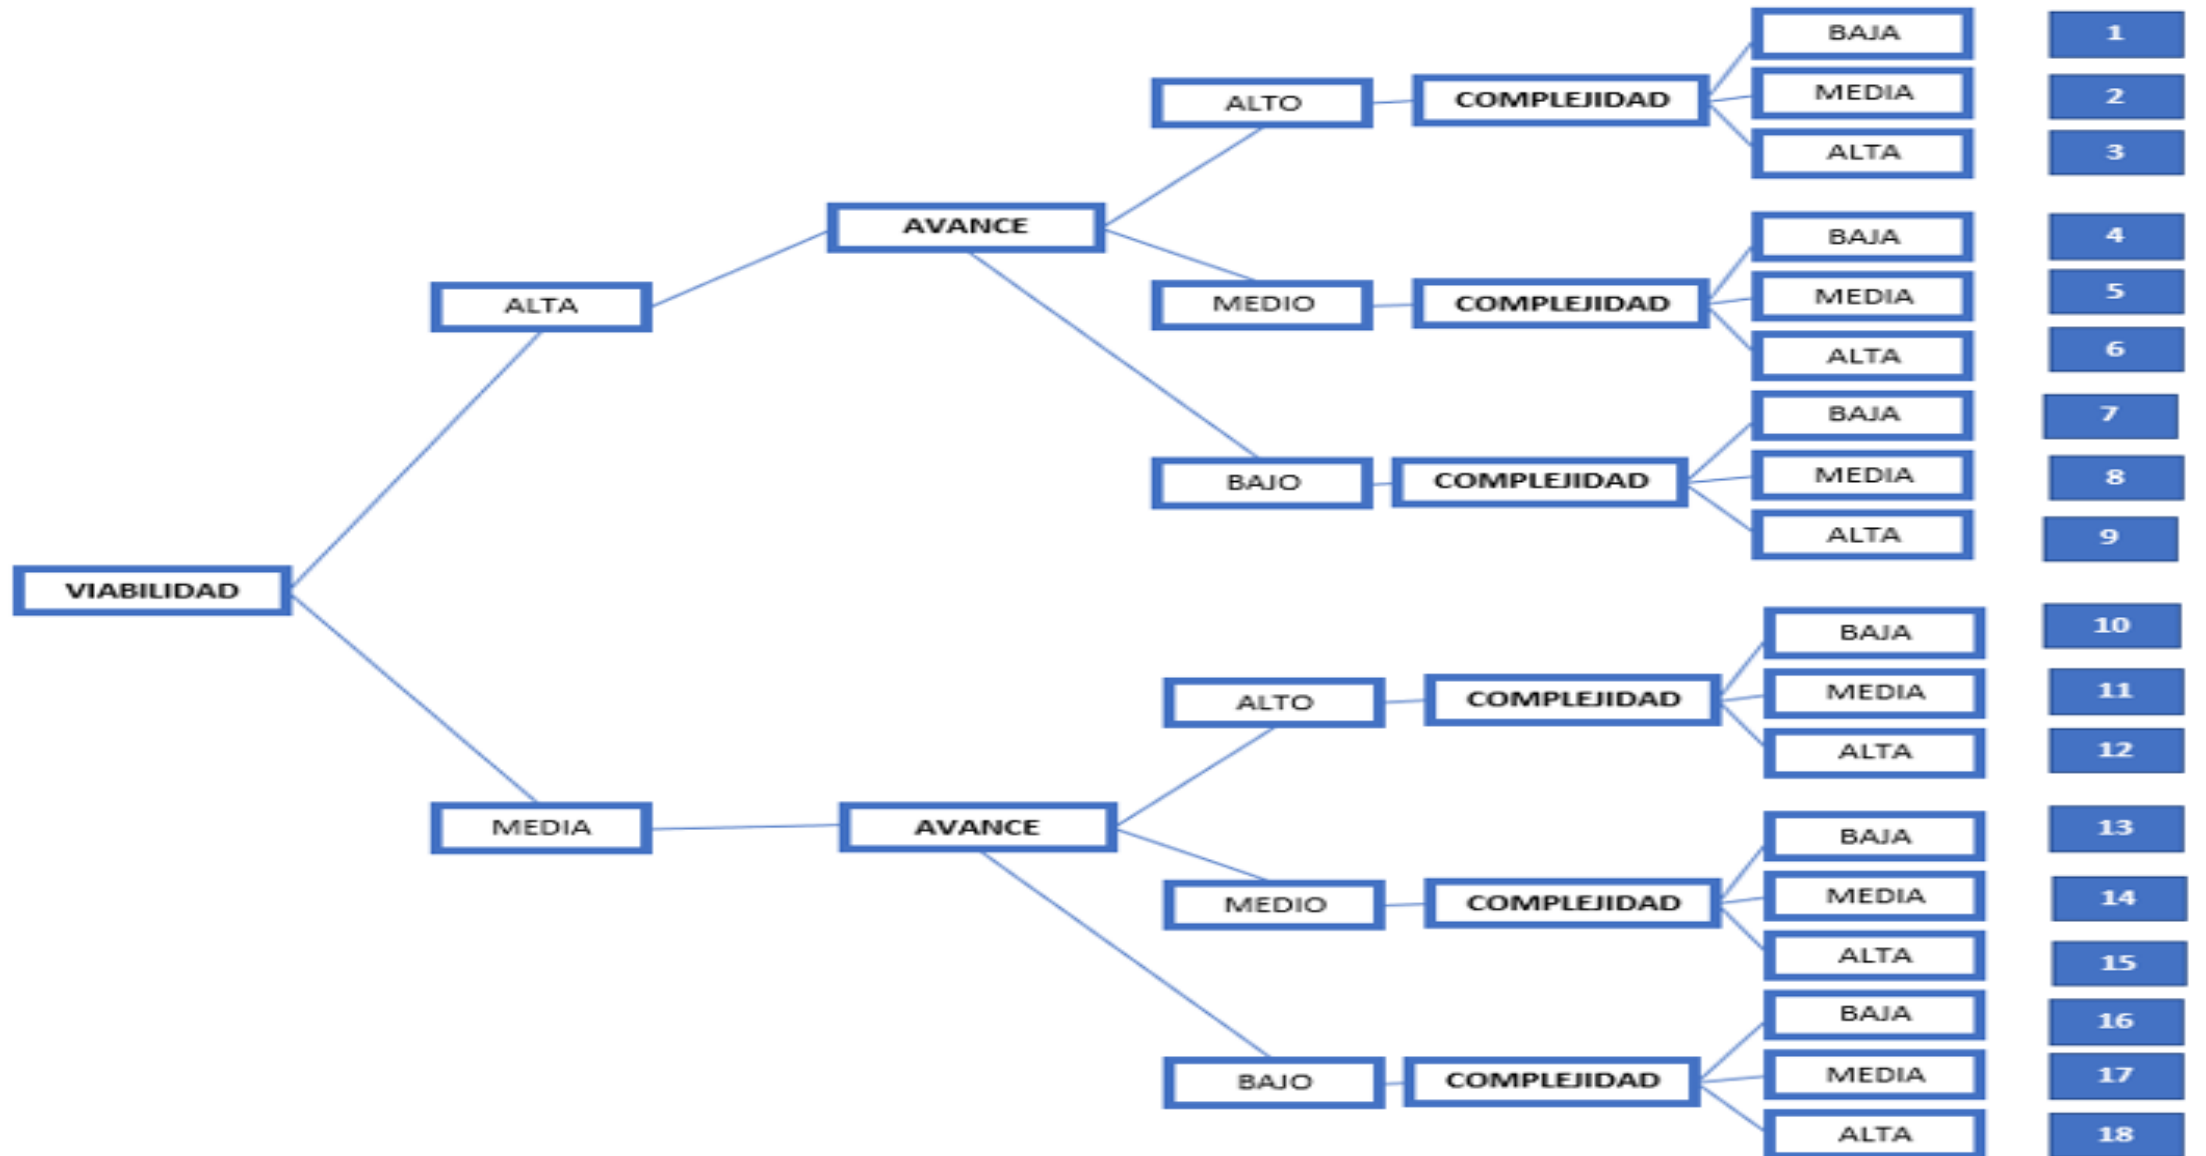 BAJA 1
ALTO COMPLEJIDAD MEDIA 2
ALTA 3
AVANCE
BAJA 4
ALTA MEDIO COMPLEJIDAD MEDIA 5
ALTA 6
BAJA 7
BAJO COMPLEJIDAD MEDIA 8
ALTA 9
VIABILIDAD
BAJA 10
ALTO COMPLEJIDAD MEDIA 11
ALTA 12
MEDIA AVANCE BAJA 13
MEDIO COMPLEJIDAD MEDIA 14
ALTA 15
BAJA 16
BAJO COMPLEJIDAD MEDIA 17
ALTA 18